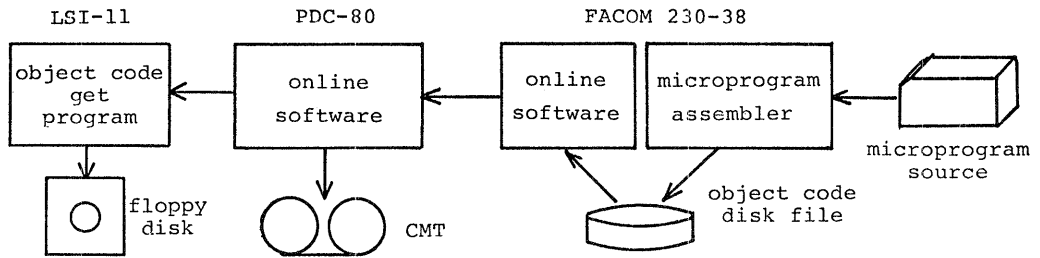 LSI-11
PDC-80
FACOM 230-38
object code
get
program
online
software
online
software
microprogram
assembler
microprogram
source
floppy
disk
CMT
object code
disk file